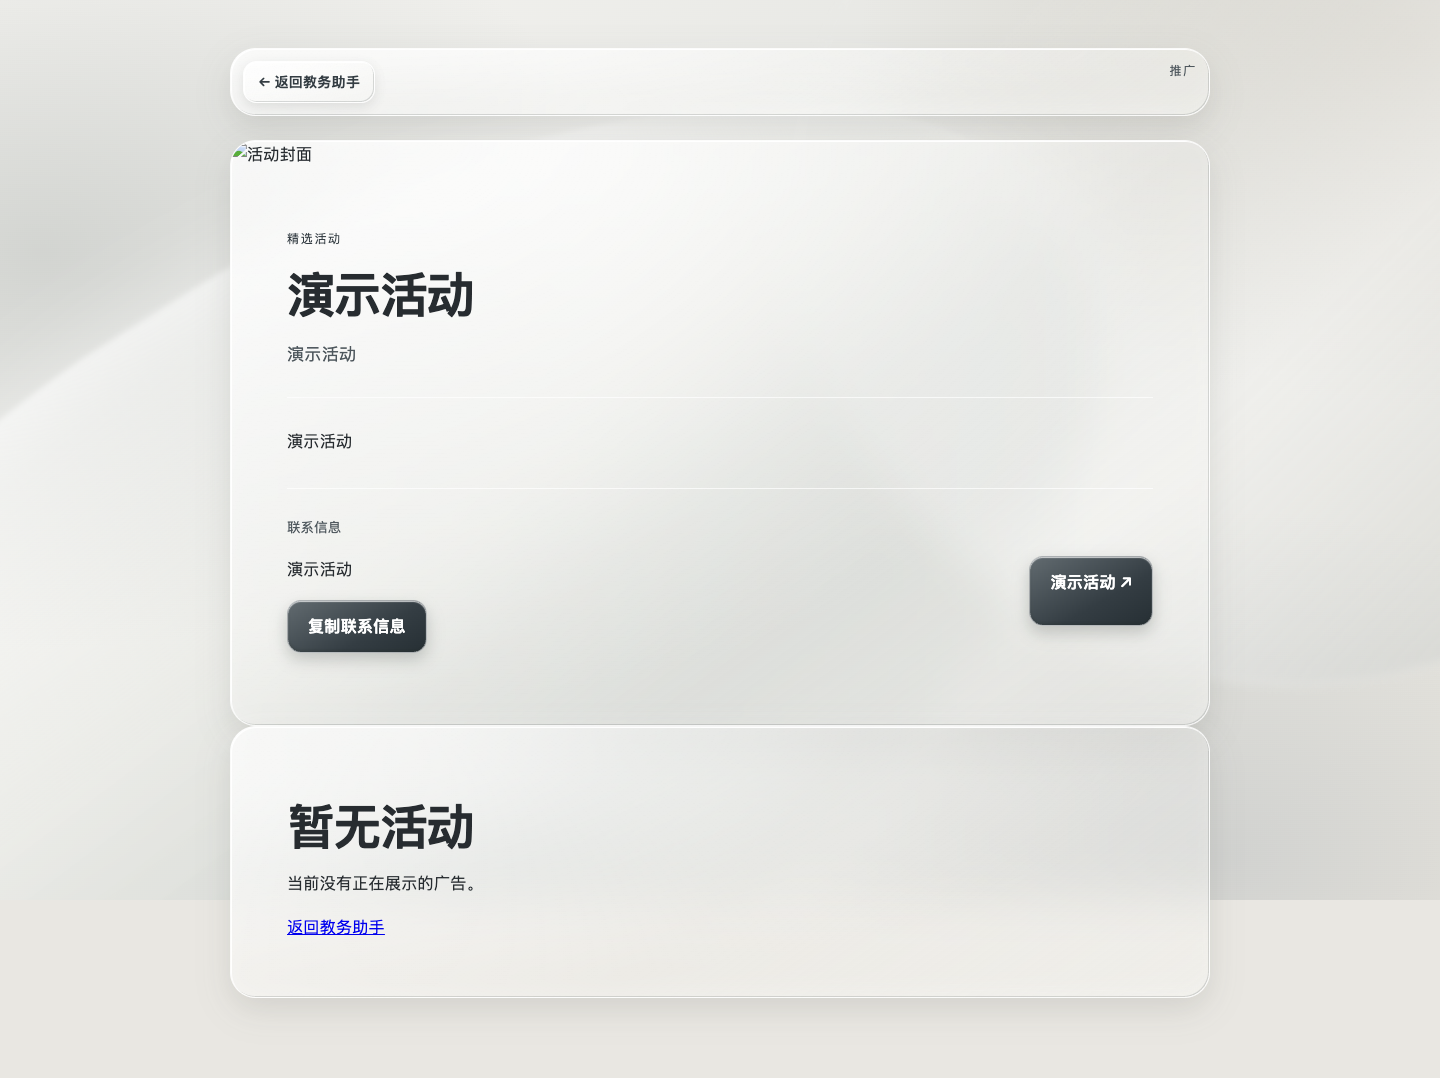 ← 返回教务助手
推广
活动封面
精选活动
演示活动
演示活动
演示活动
联系信息
演示活动
演示活动 ↗
复制联系信息
暂无活动
当前没有正在展示的广告。
返回教务助手